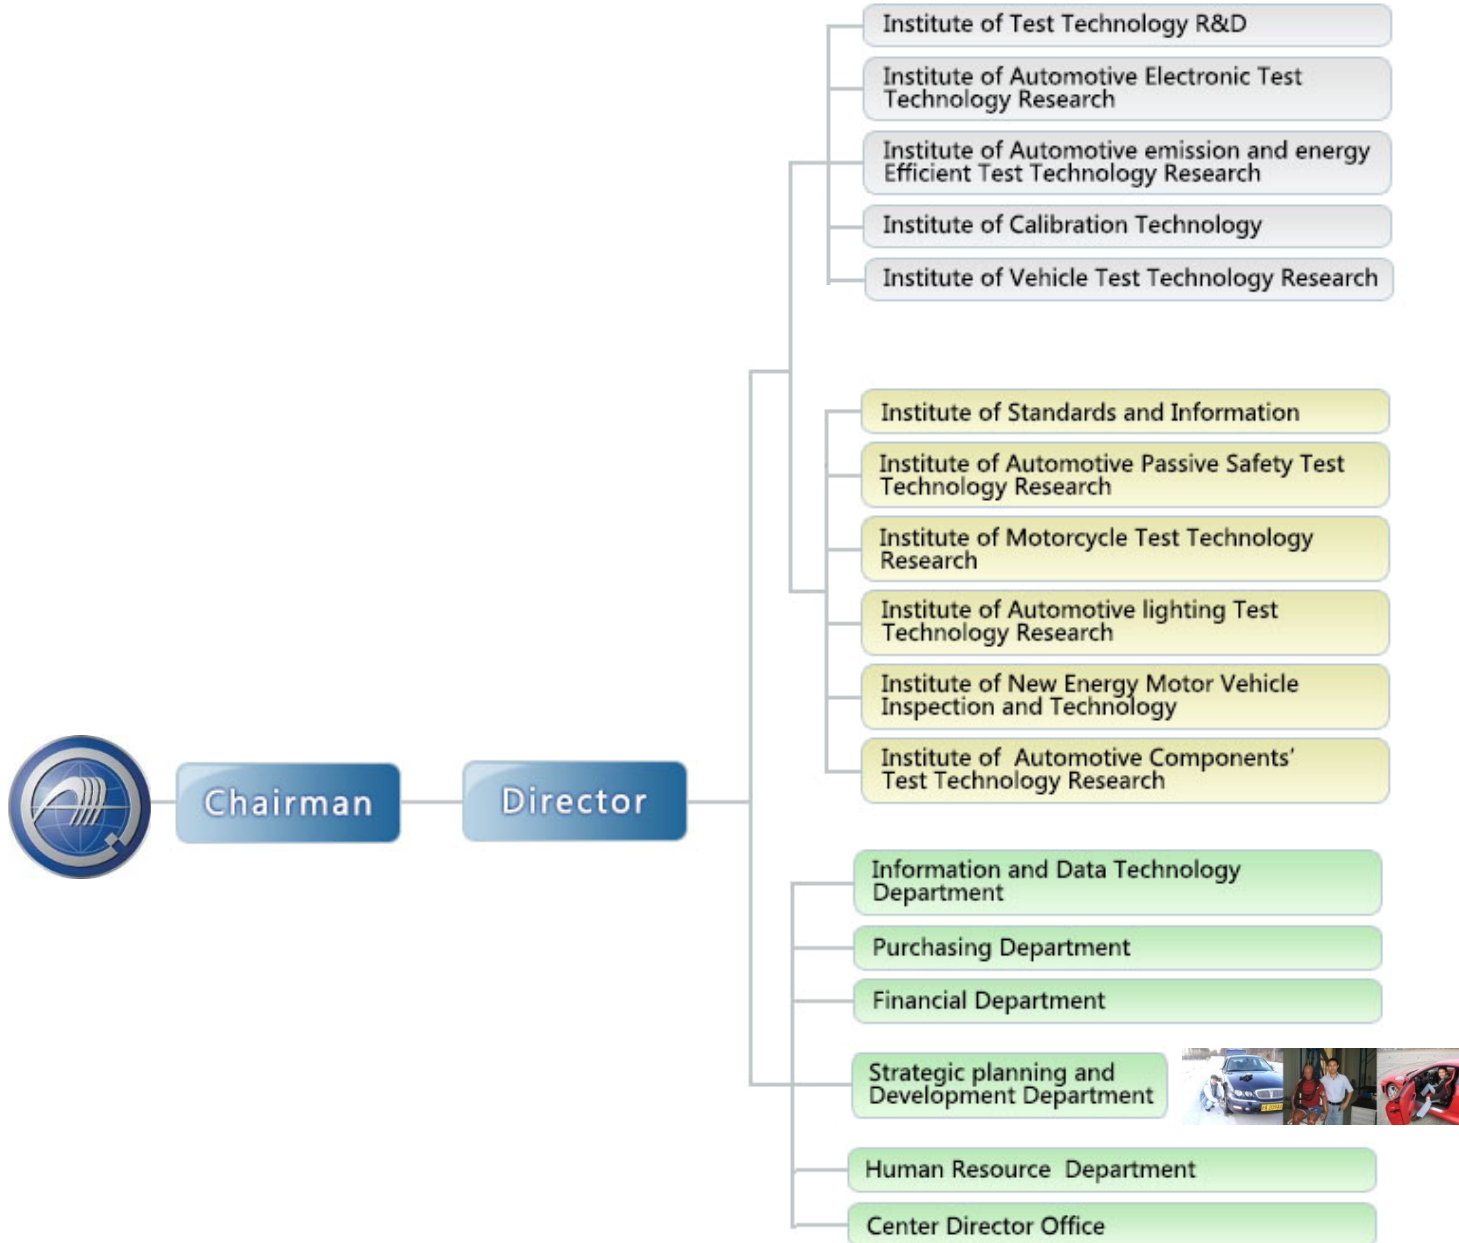 Institute of Test Technology R&D
Institute of Automotive Electronic Test
Technology Research
Institute of Automotive emission and energy
Efficient Test Technology Research
Institute of Calibration Technology
Institute of Vehicle Test Technology Research
Institute of Standards and Information
Institute of Automotive Passive Safety Test
Technology Research
Institute of Motorcycle Test Technology
Research
Institute of Automotive lighting Test
Technology Research
Institute of New Energy Motor Vehicle
Inspection and Technology
Institute of  Automotive Components’
Test Technology Research
Chairman
Director
Information and Data Technology
Department
Purchasing Department
Financial Department
Strategic planning and
Development Department
Human Resource  Department
Center Director Office